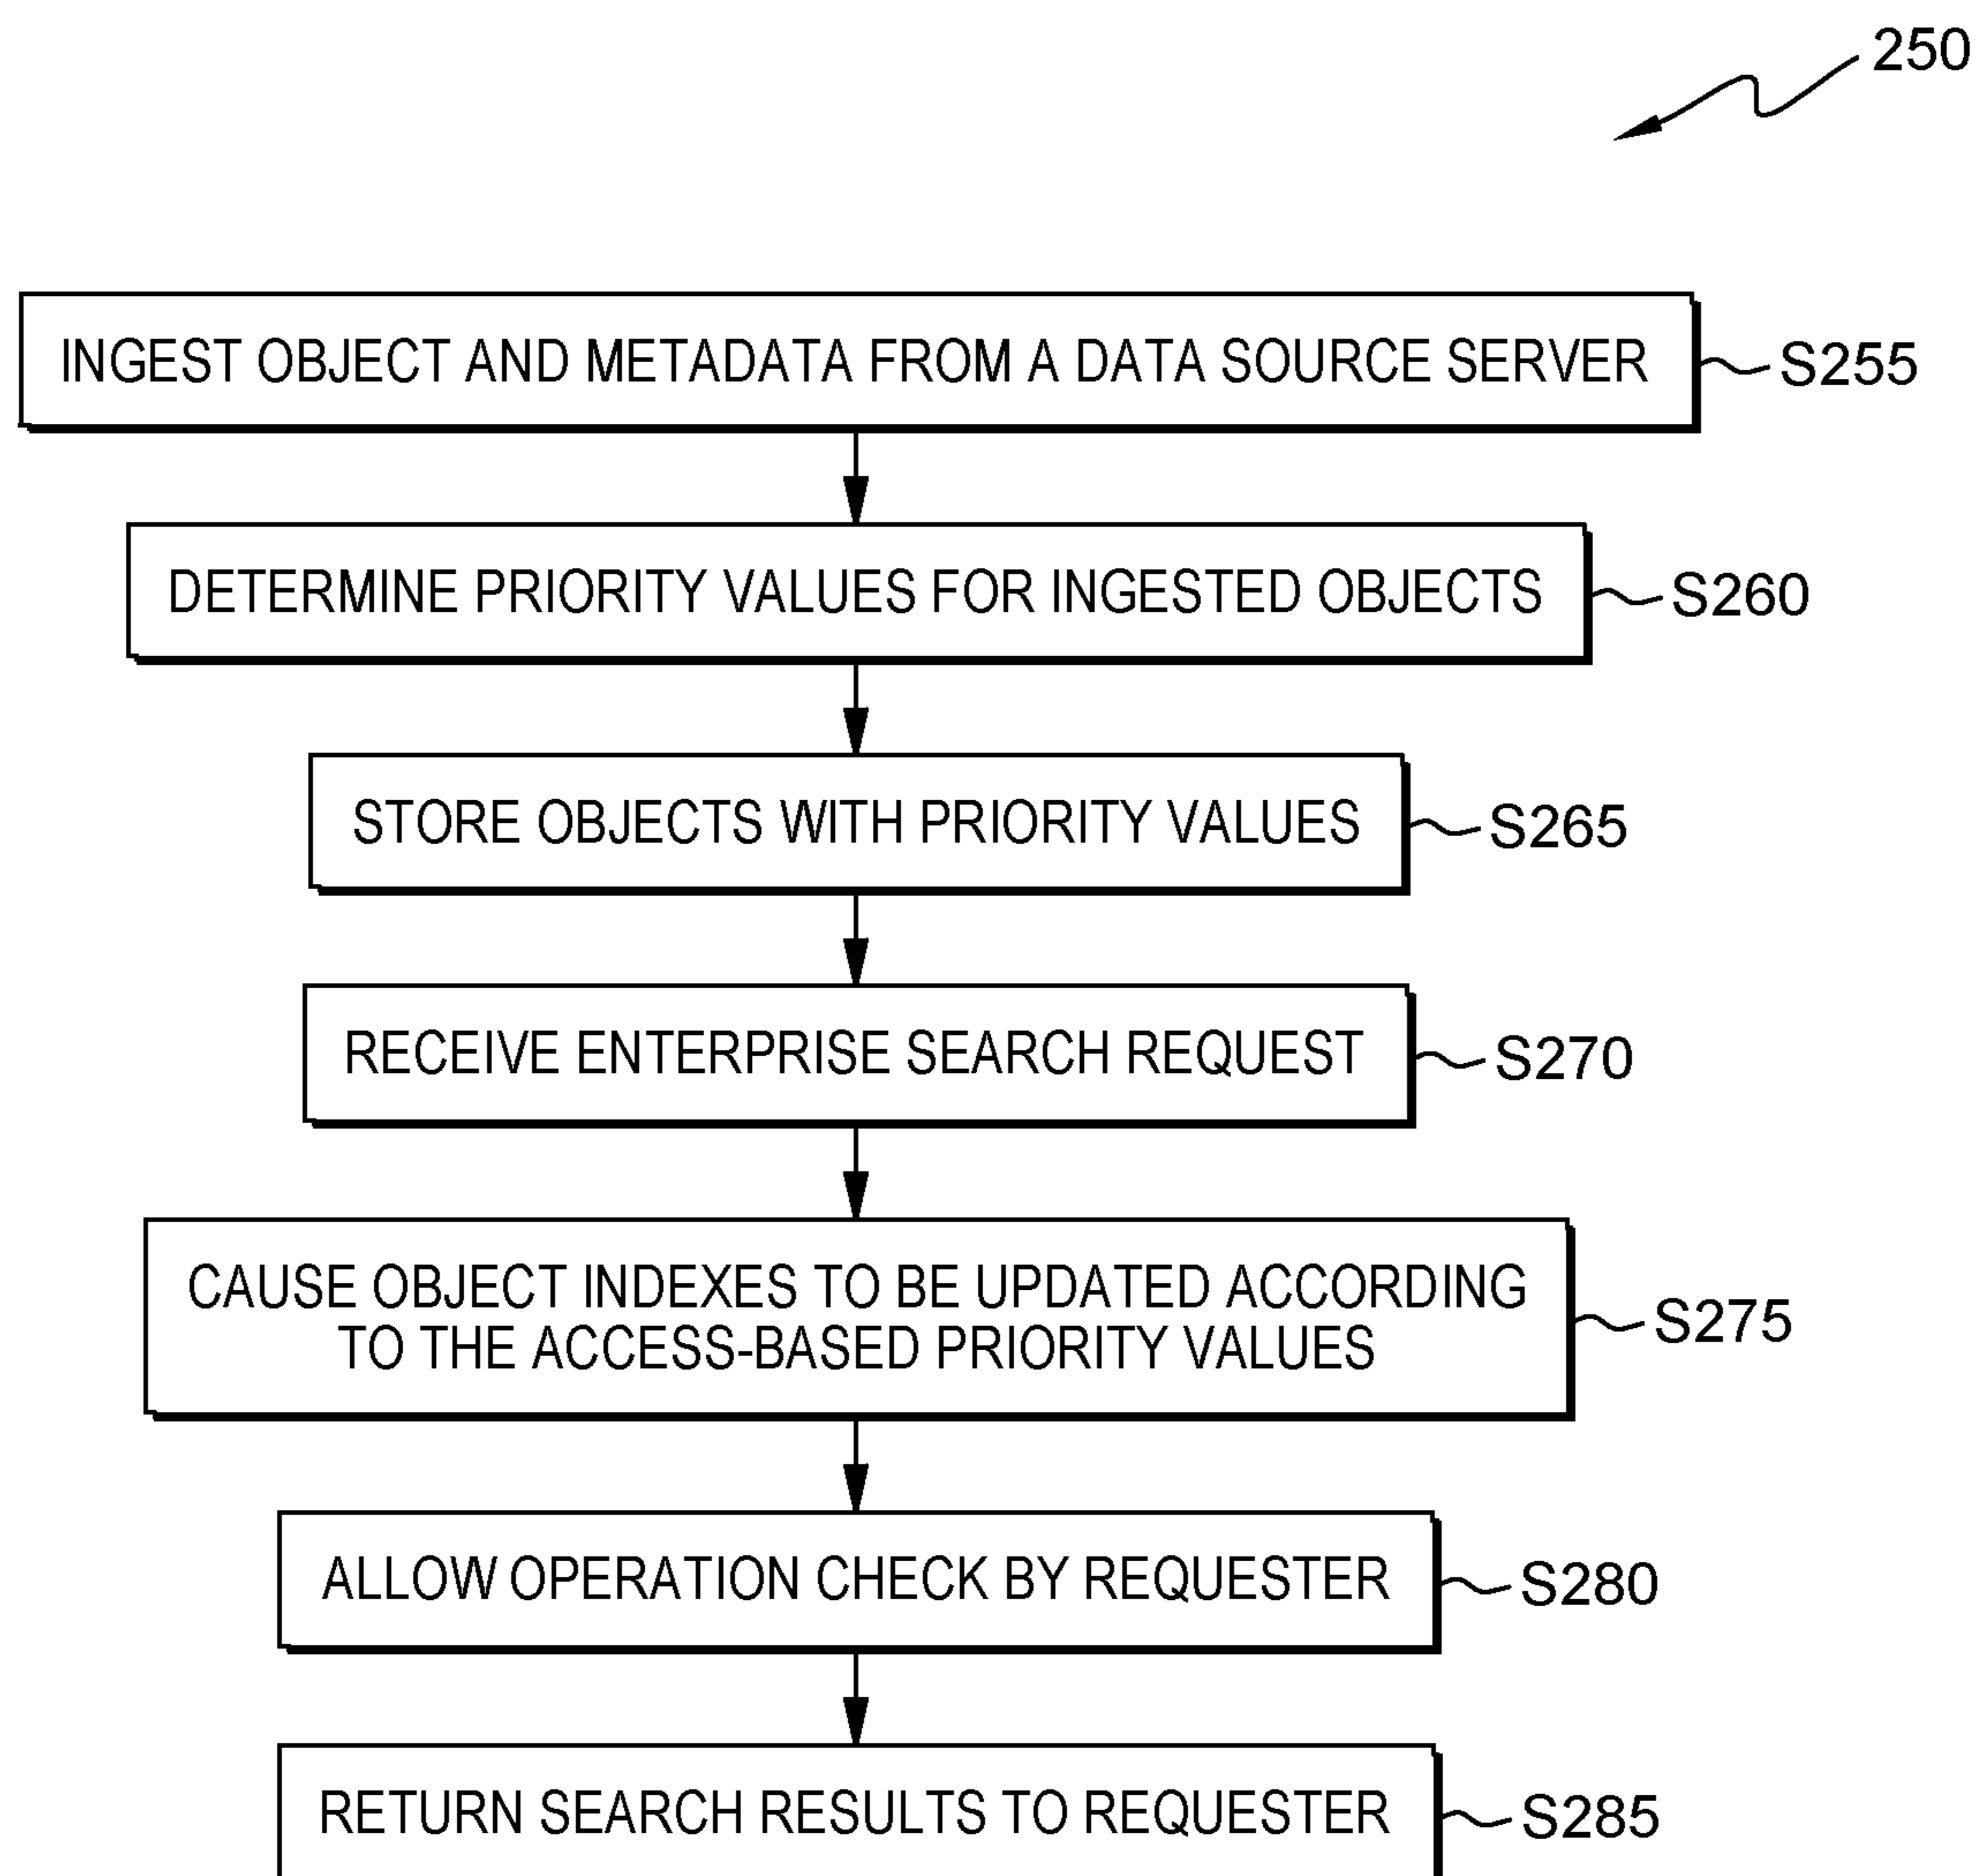 250
INGEST OBJECT AND METADATA FROM A DATA SOURCE SERVER
S255
DETERMINE PRIORITY VALUES FOR INGESTED OBJECTS
S260
STORE OBJECTS WITH PRIORITY VALUES
S265
RECEIVE ENTERPRISE SEARCH REQUEST
S270
CAUSE OBJECT INDEXES TO BE UPDATED ACCORDING
TO THE ACCESS-BASED PRIORITY VALUES
S275
ALLOW OPERATION CHECK BY REQUESTER
S280
RETURN SEARCH RESULTS TO REQUESTER
S285